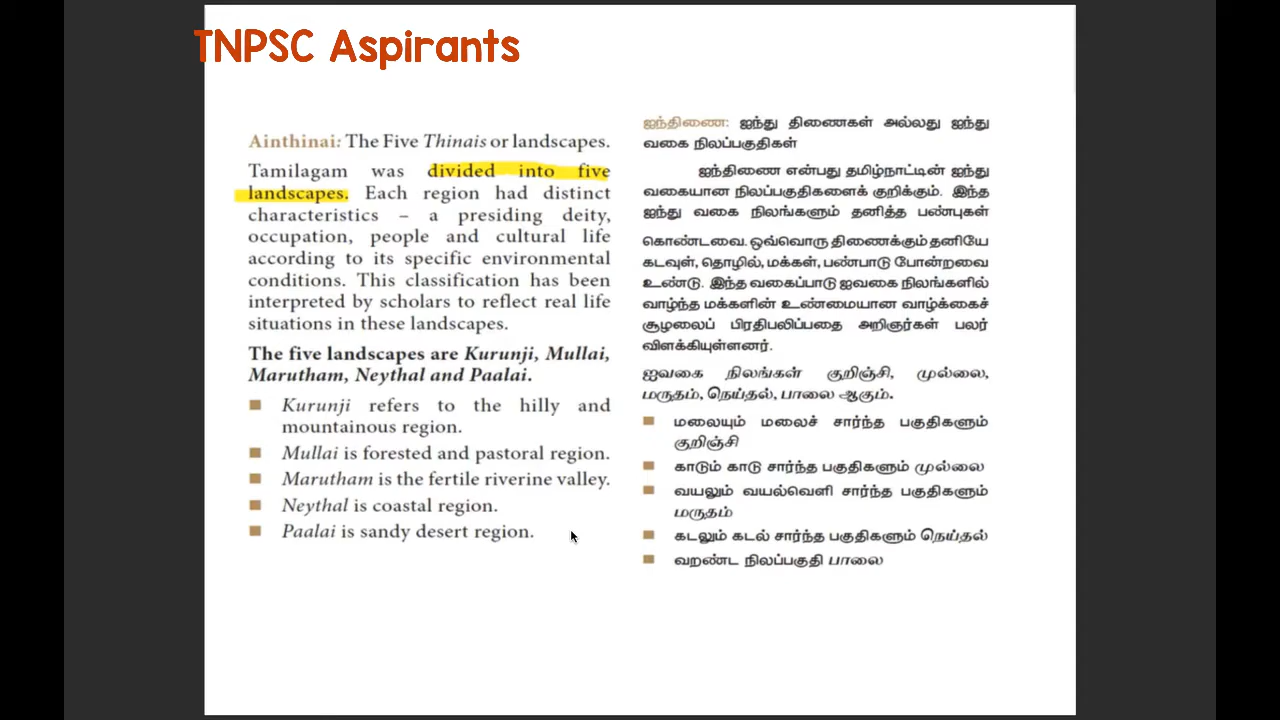 TNPSC Aspirants
Ainthinai: The Five Thinais or landscapes.
Tamilagam was divided into five
landscapes. Each region had distinct
characteristics – a presiding deity,
occupation, people and cultural life
according to its specific environmental
conditions. This classification has been
interpreted by scholars to reflect real life
situations in these landscapes.
The five landscapes are Kurunji, Mullai,
Marutham, Neythal and Paalai.
■ Kurunji refers to the hilly and
mountainous region.
■ Mullai is forested and pastoral region.
■ Marutham is the fertile riverine valley.
■ Neythal is coastal region.
■ Paalai is sandy desert region.
ஐந்திணை: ஐந்து திணைகள் அல்லது ஐந்து
வகை நிலப்பகுதிகள்
ஐந்திணை என்பது தமிழ்நாட்டின் ஐந்து
வகையான நிலப்பகுதிகளைக் குறிக்கும். இந்த
ஐந்து வகை நிலங்களும் தனித்த பண்புகள்
கொண்டவை. ஒவ்வொரு திணைக்கும் தனியே
கடவுள், தொழில், மக்கள், பண்பாடு போன்றவை
உண்டு. இந்த வகைப்பாடு ஐவகை நிலங்களில்
வாழ்ந்த மக்களின் உண்மையான வாழ்க்கைச்
சூழலைப் பிரதிபலிப்பதை அறிஞர்கள் பலர்
விளக்கியுள்ளனர்.
ஐவகை நிலங்கள் குறிஞ்சி, முல்லை,
மருதம், நெய்தல், பாலை ஆகும்.
■ மலையும் மலைச் சார்ந்த பகுதிகளும்
குறிஞ்சி
■ காடும் காடு சார்ந்த பகுதிகளும் முல்லை
■ வயலும் வயல்வெளி சார்ந்த பகுதிகளும்
மருதம்
■ கடலும் கடல் சார்ந்த பகுதிகளும் நெய்தல்
■ வறண்ட நிலப்பகுதி பாலை